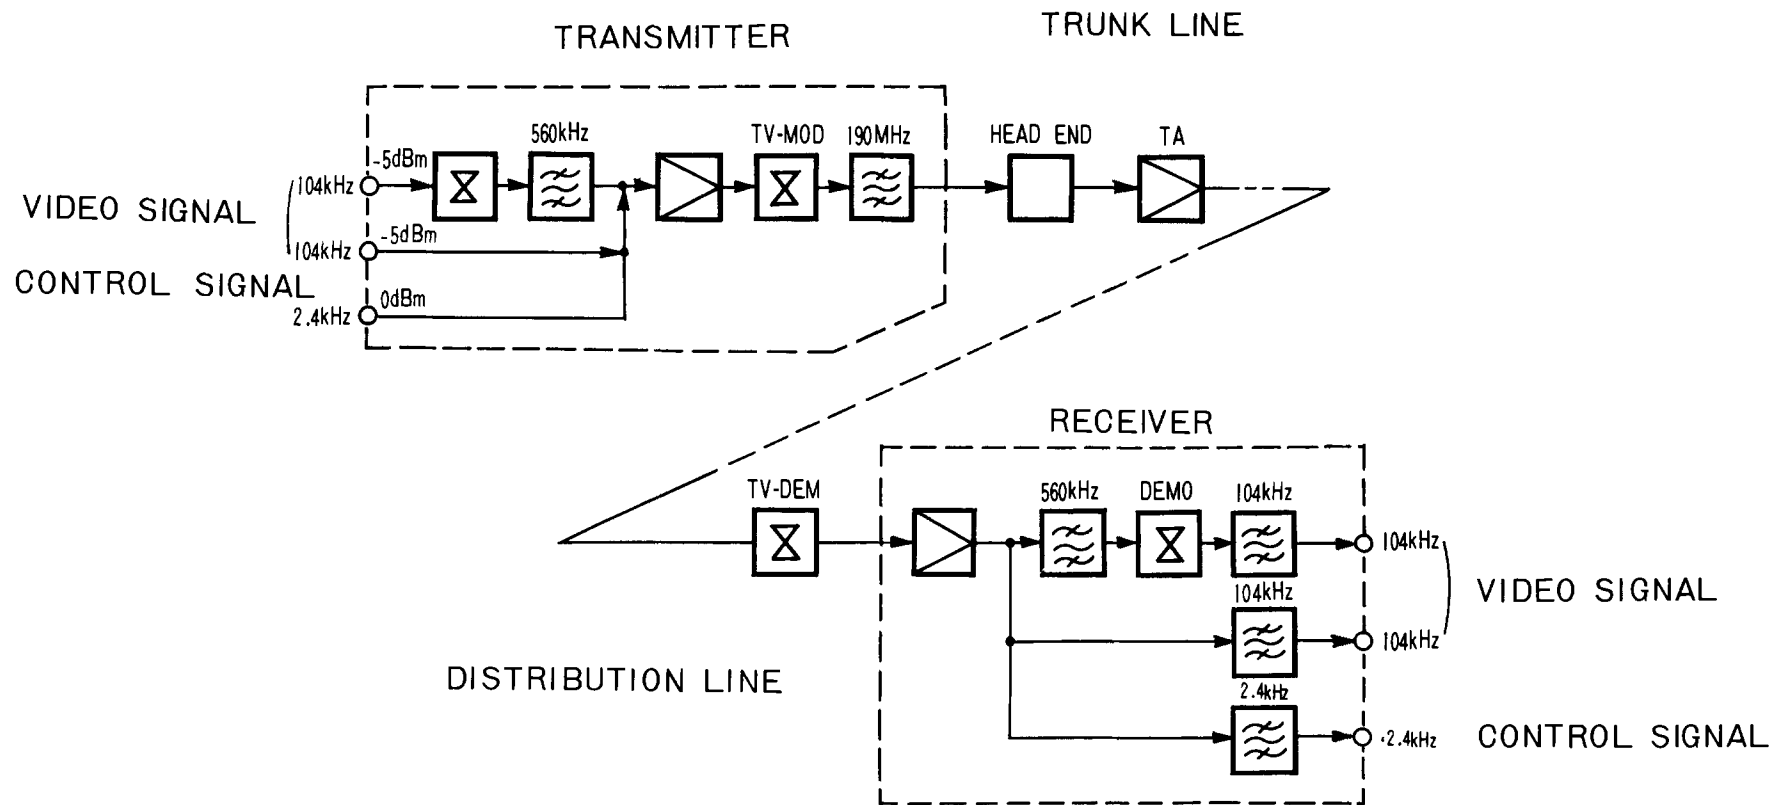 TRANSMITTER
TRUNK LINE
560kHz
TV-MOD
190MHz
HEAD END
TA
-5dBm
104kHz
VIDEO SIGNAL
-5dBm
104kHz
CONTROL SIGNAL
0dBm
2.4kHz
RECEIVER
TV-DEM
560kHz
DEMO
104kHz
104kHz
104kHz
VIDEO SIGNAL
104kHz
DISTRIBUTION LINE
2.4kHz
2.4kHz
CONTROL SIGNAL